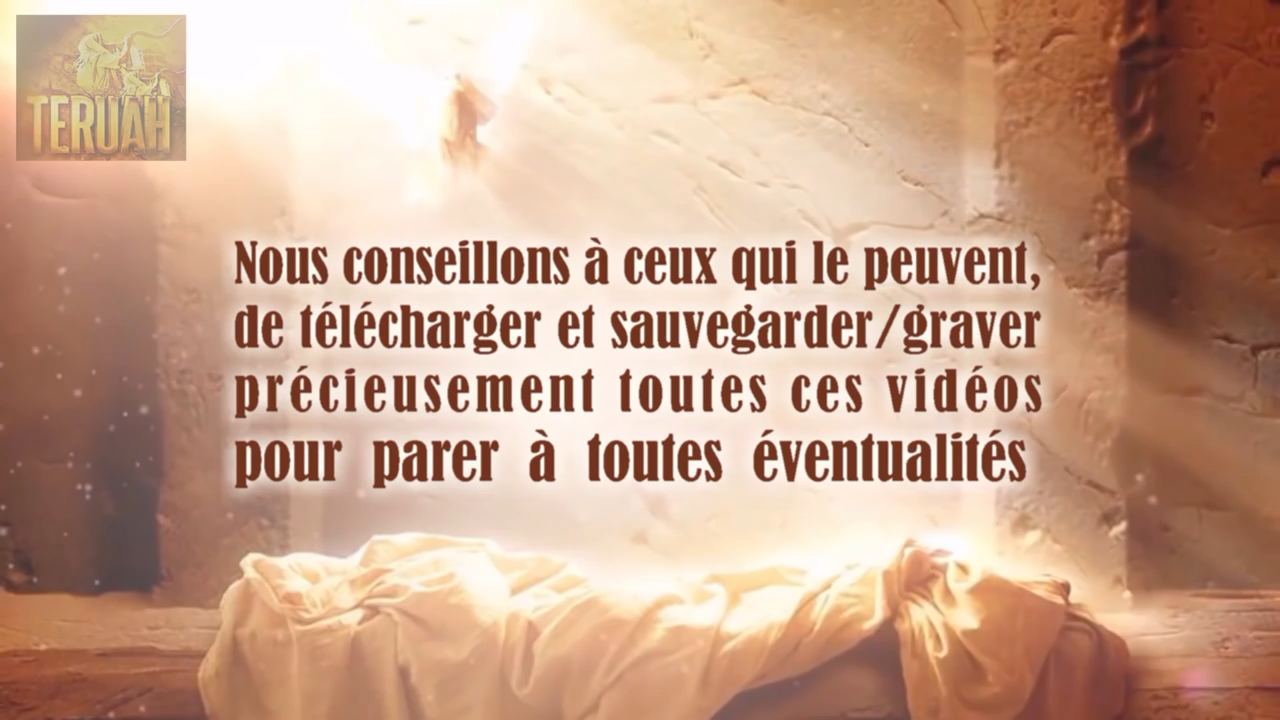 TERUAH
Nous conseillons à ceux qui le peuvent,
de télécharger et sauvegarder/graver
précieusement toutes ces vidéos
pour parer à toutes éventualités